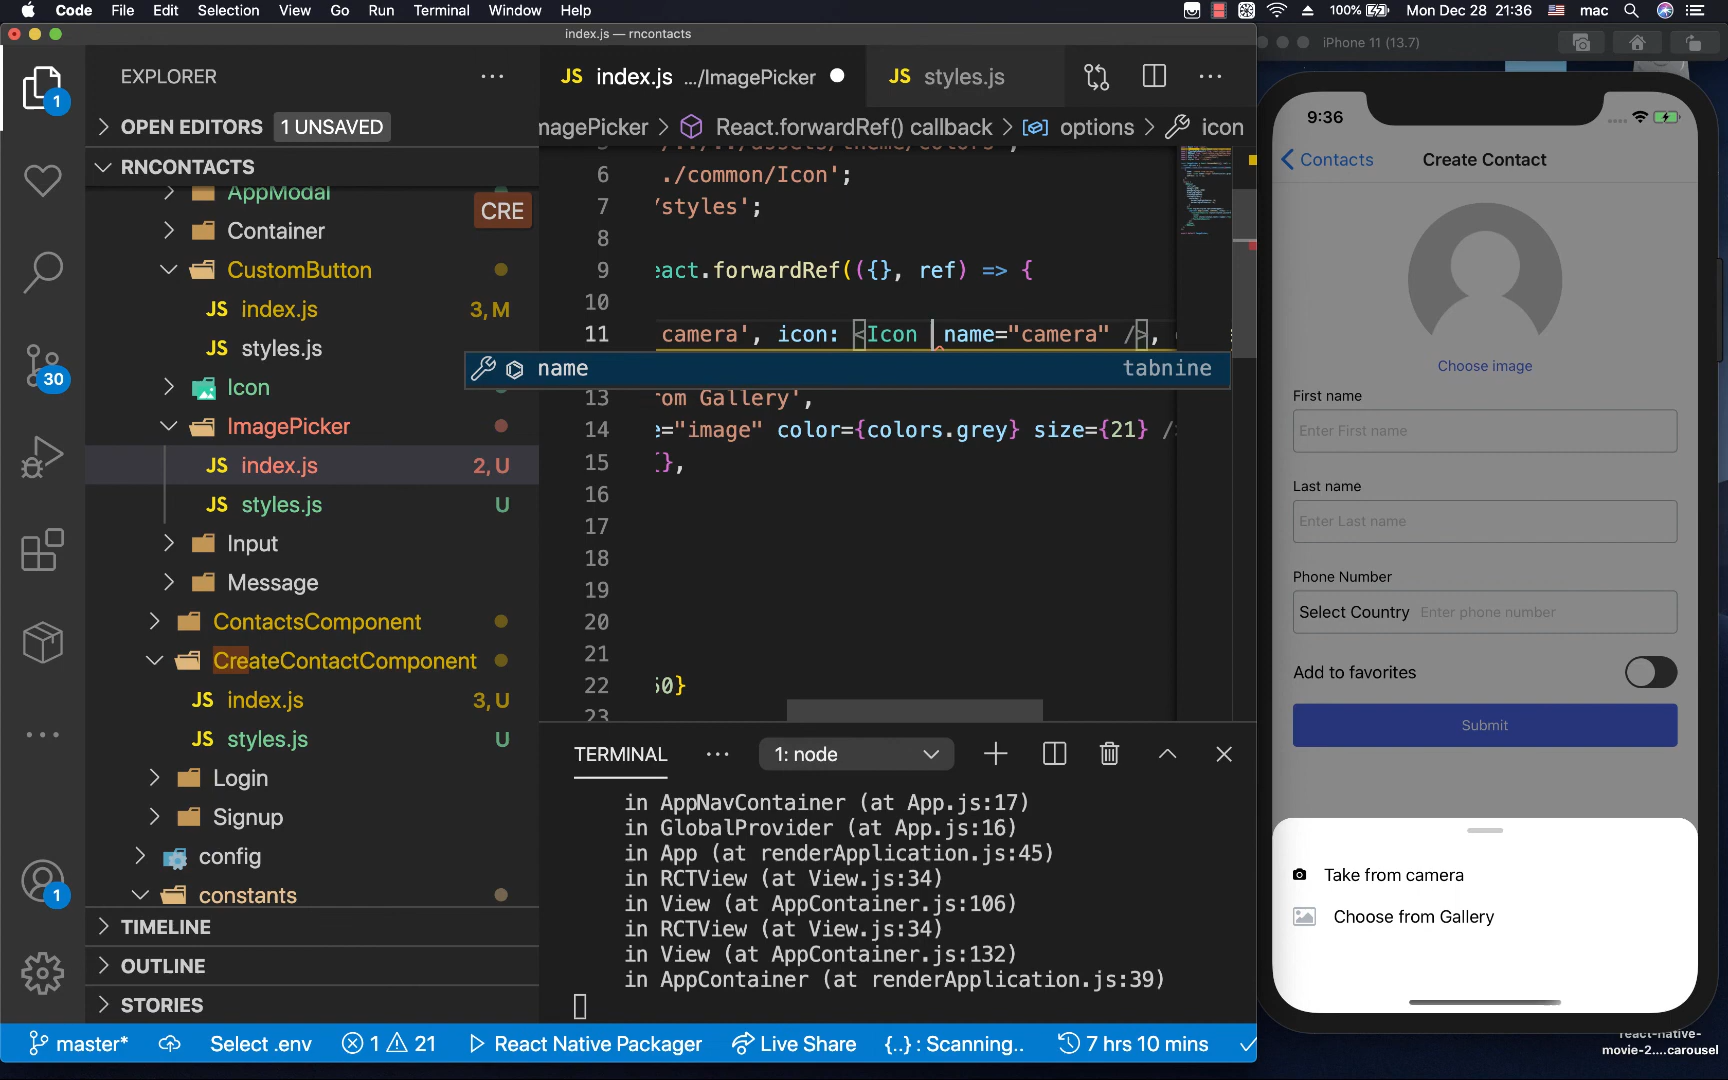 Code File Edit Selection View Go Run Terminal Window Help
100% Mon Dec 28 21:36 mac
index.js — rncontacts
iPhone 11 (13.7)
EXPLORER
index.js .../ImagePicker
styles.js
1
OPEN EDITORS 1 UNSAVED
magePicker > React.forwardRef() callback > options > icon
RNCONTACTS
AppModal
CRE
Container
CustomButton
index.js 3, M
styles.js
Icon
ImagePicker
index.js 2, U
styles.js U
Input
Message
ContactsComponent
CreateContactComponent
index.js 3, U
styles.js U
Login
Signup
config
constants
TIMELINE
OUTLINE
STORIES
30
1
/../../assets/theme/colors',
6 ./common/Icon';
7 /styles';
8
9 eact.forwardRef(({}, ref) => {
10
11 camera', icon: <Icon name="camera" />,
name tabnine
13 rom Gallery',
14 e="image" color={colors.grey} size={21} />
15 {},
16
17
18
19
20
21
22 50}
23
TERMINAL 1: node
in AppNavContainer (at App.js:17)
in GlobalProvider (at App.js:16)
in App (at renderApplication.js:45)
in RCTView (at View.js:34)
in View (at AppContainer.js:106)
in RCTView (at View.js:34)
in View (at AppContainer.js:132)
in AppContainer (at renderApplication.js:39)
master* Select .env 1 21 React Native Packager Live Share {..} : Scanning.. 7 hrs 10 mins
9:36
Contacts Create Contact
Choose image
First name
Enter First name
Last name
Enter Last name
Phone Number
Select Country Enter phone number
Add to favorites
Submit
Take from camera
Choose from Gallery
react-native-
movie-2....carousel